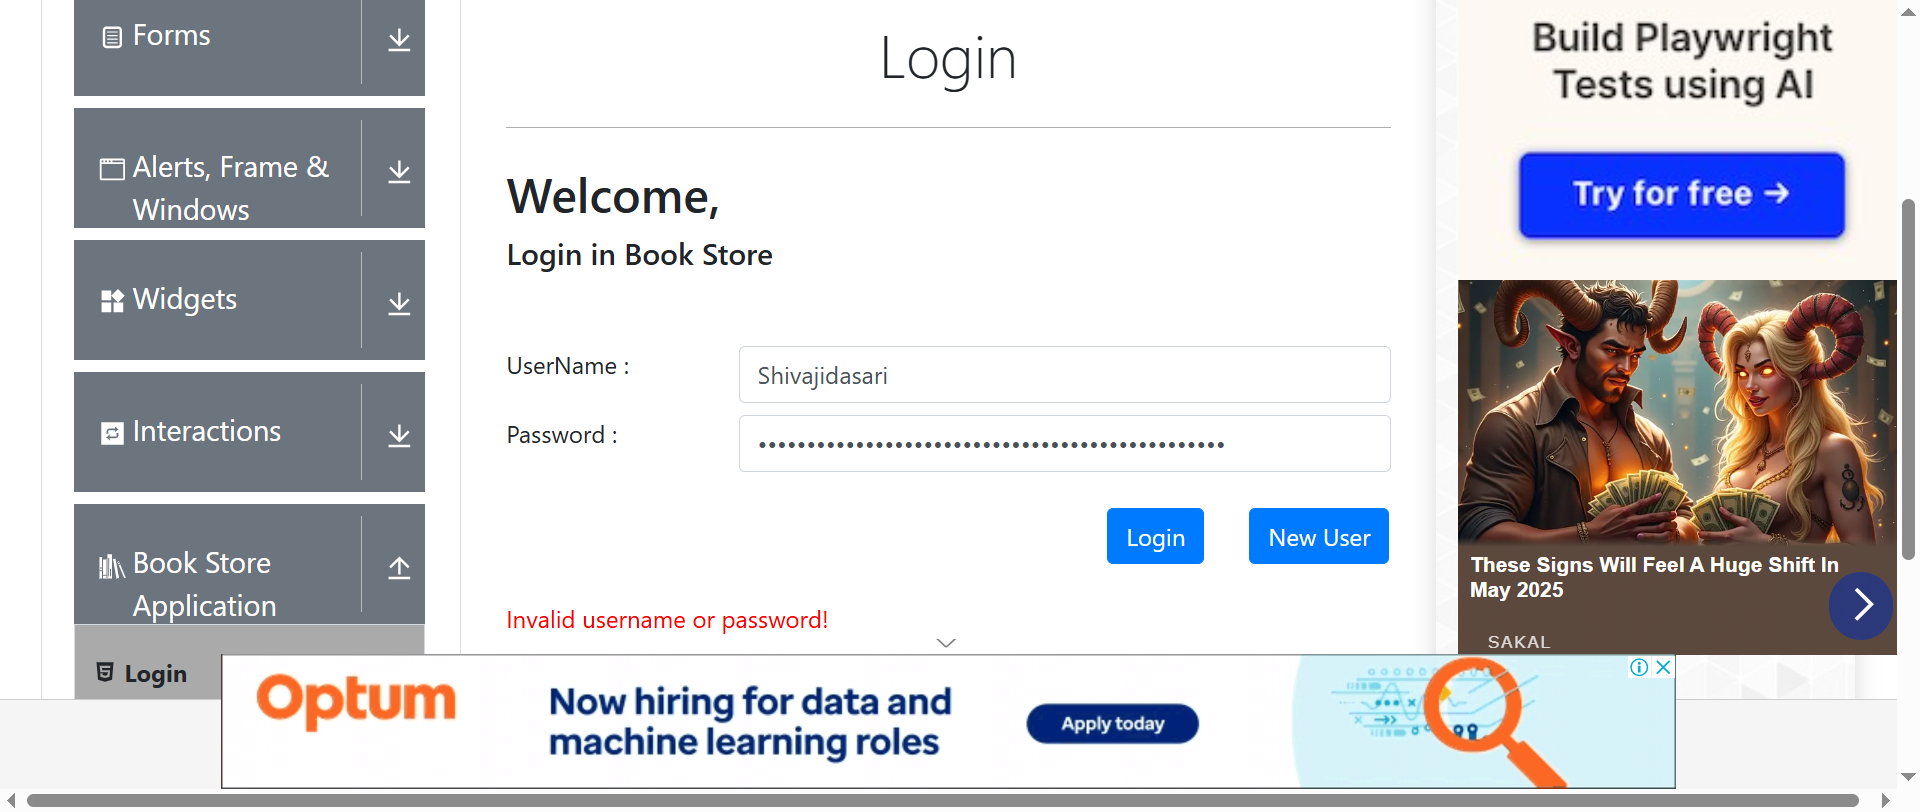 Forms
Alerts, Frame &
Windows
Widgets
Interactions
Book Store
Application
Login
Login
Welcome,
Login in Book Store
UserName :
Shivajidasari
Password :
••••••••••••••••••••••••••••••••••••••••••••••••
Login
New User
Invalid username or password!
Build Playwright
Tests using AI
Try for free →
These Signs Will Feel A Huge Shift In
May 2025
SAKAL
Optum
Now hiring for data and
machine learning roles
Apply today